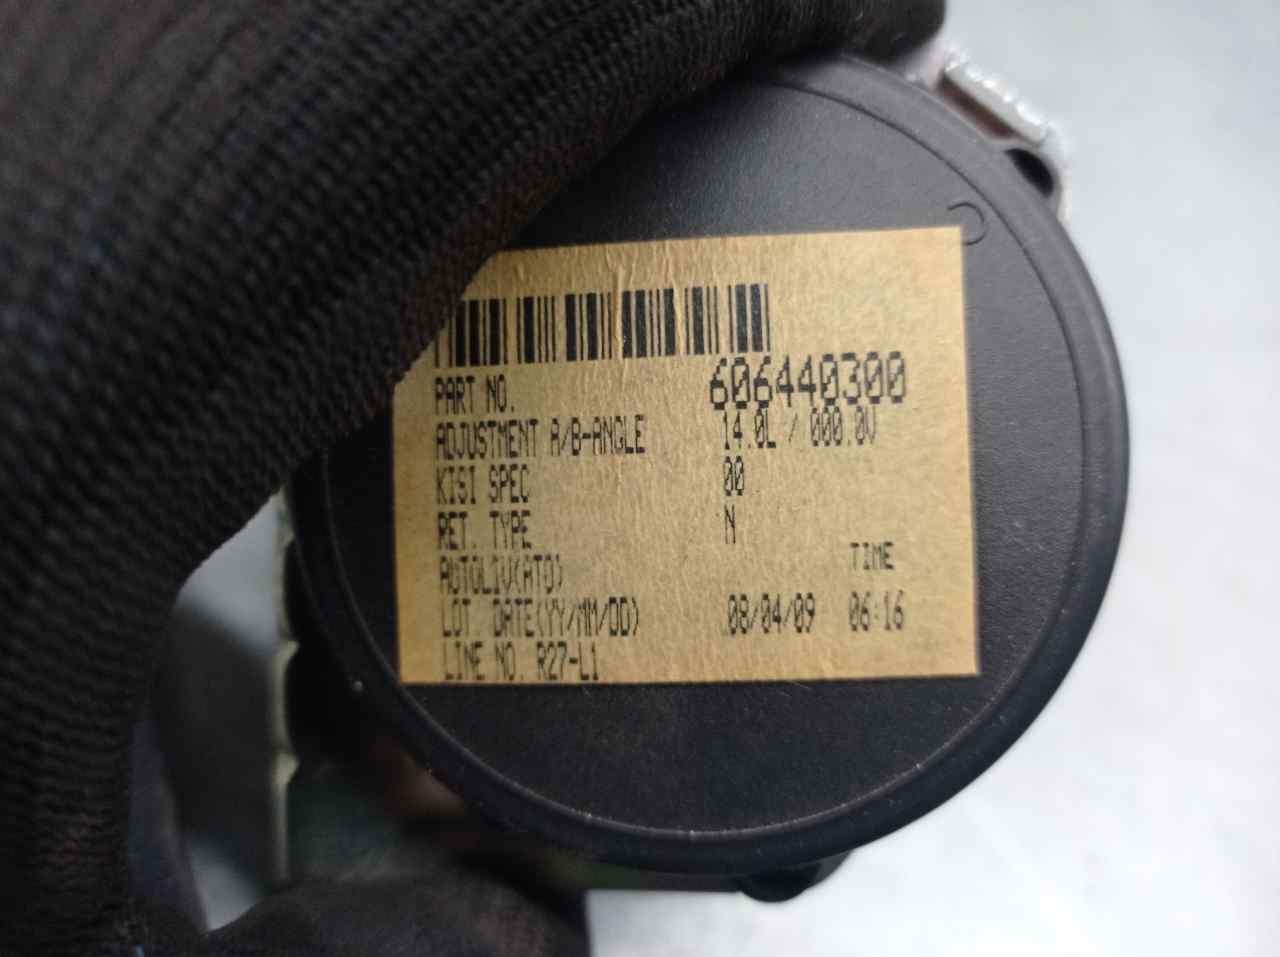 PART NO. 606440300
ADJUSTMENT A/B-ANGLE 14.0L / 000.0V
KISI SPEC 00
RET. TYPE N
AUTOLIV(ATO) TIME
LOT. DATE(YY/MM/DD) 08/04/09 06:16
LINE NO. R27-L1